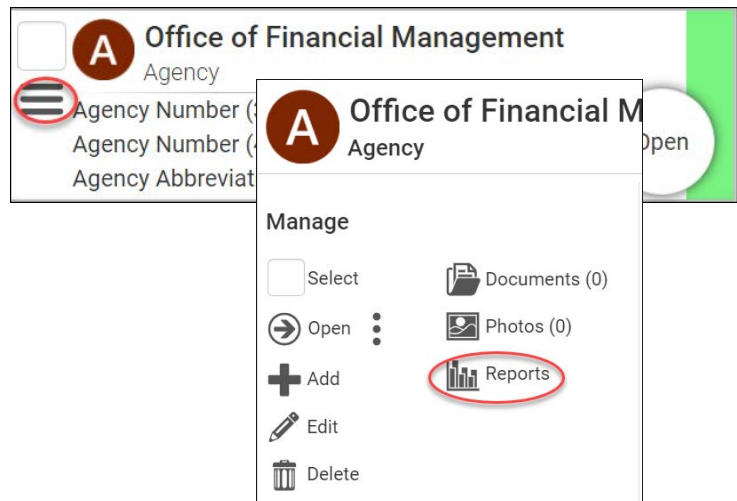 A
Office of Financial Management
Agency
Agency Number (
Agency Number (
Agency Abbreviat
Open
A
Office of Financial M
Agency
Manage
Select
Documents (0)
Open
Photos (0)
Add
Reports
Edit
Delete